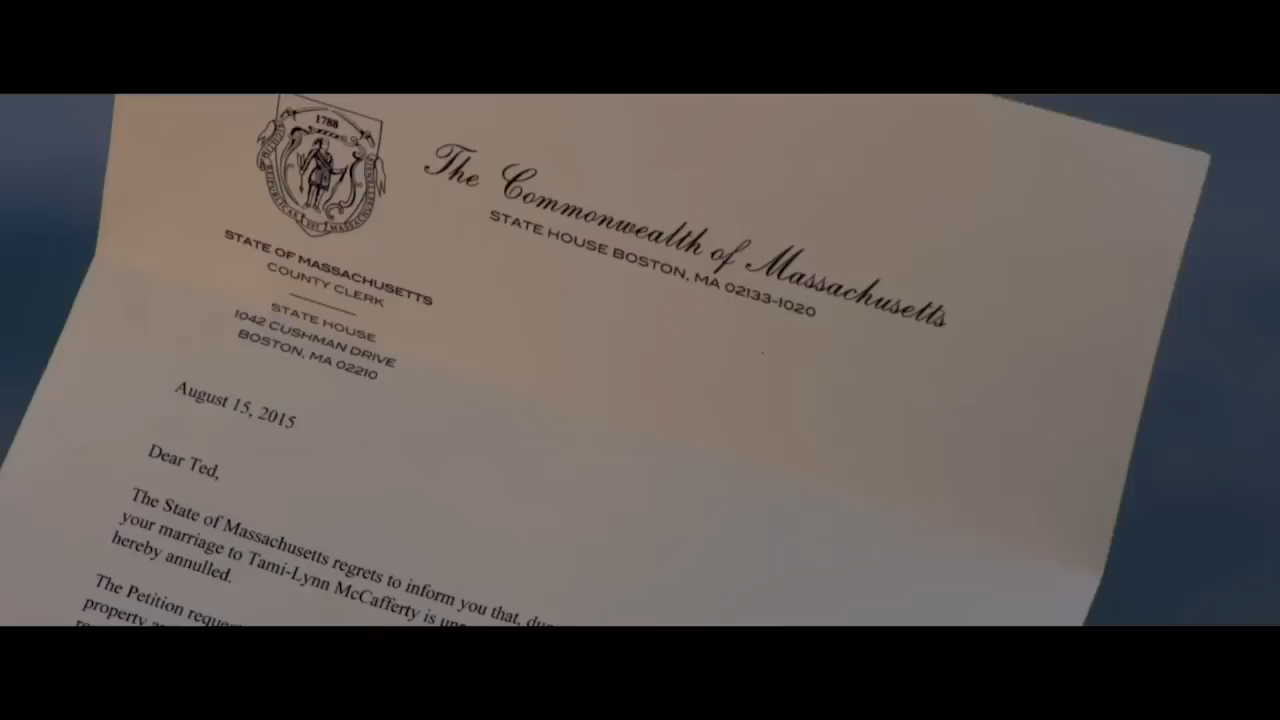 1788
The Commonwealth of Massachusetts
STATE HOUSE BOSTON, MA 02133-1020
STATE OF MASSACHUSETTS
COUNTY CLERK
STATE HOUSE
1042 CUSHMAN DRIVE
BOSTON, MA 02210
August 15, 2015
Dear Ted,
The State of Massachusetts regrets to inform you that,
your marriage to Tami-Lynn McCafferty is
hereby annulled.
The Petition
property